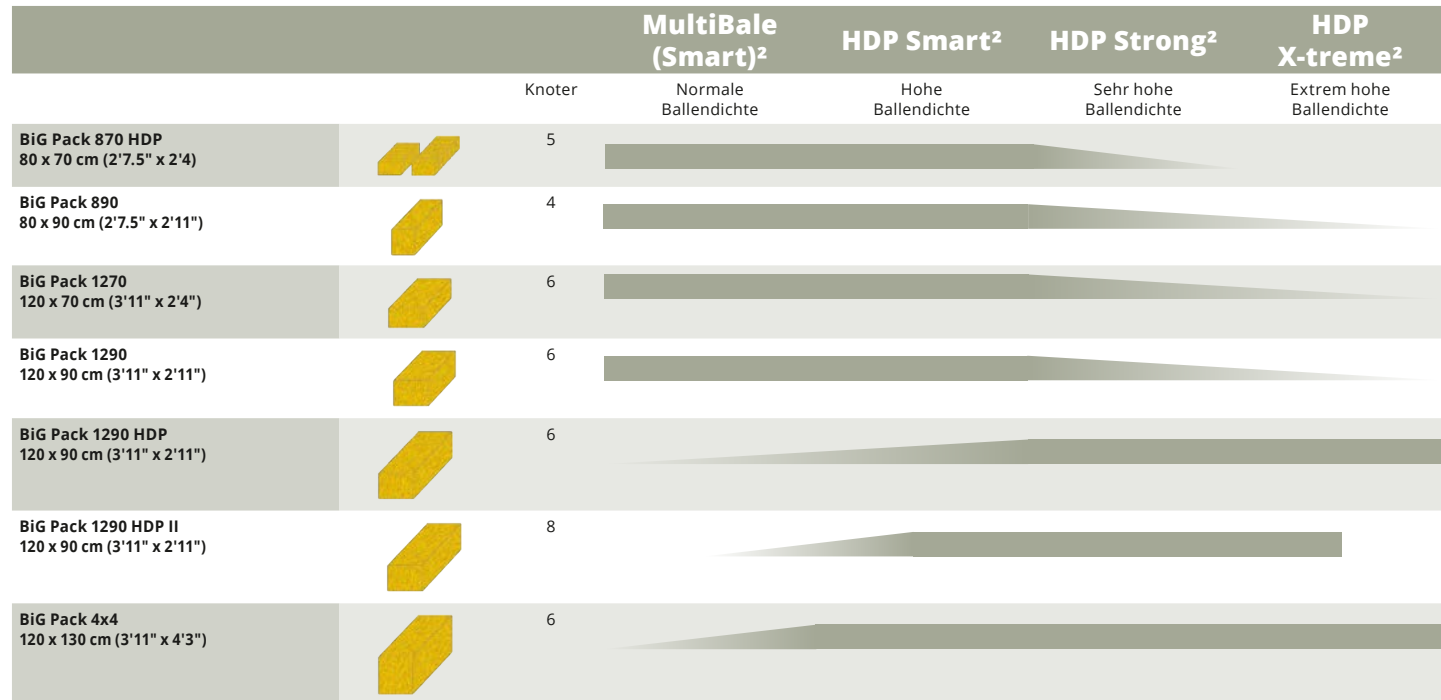 MultiBale
(Smart)²
HDP Smart²
HDP Strong²
HDP
X-treme²
Knoter
Normale
Ballendichte
Hohe
Ballendichte
Sehr hohe
Ballendichte
Extrem hohe
Ballendichte
BiG Pack 870 HDP
80 x 70 cm (2'7.5" x 2'4)
5
BiG Pack 890
80 x 90 cm (2'7.5" x 2'11")
4
BiG Pack 1270
120 x 70 cm (3'11" x 2'4")
6
BiG Pack 1290
120 x 90 cm (3'11" x 2'11")
6
BiG Pack 1290 HDP
120 x 90 cm (3'11" x 2'11")
6
BiG Pack 1290 HDP II
120 x 90 cm (3'11" x 2'11")
8
BiG Pack 4x4
120 x 130 cm (3'11" x 4'3")
6